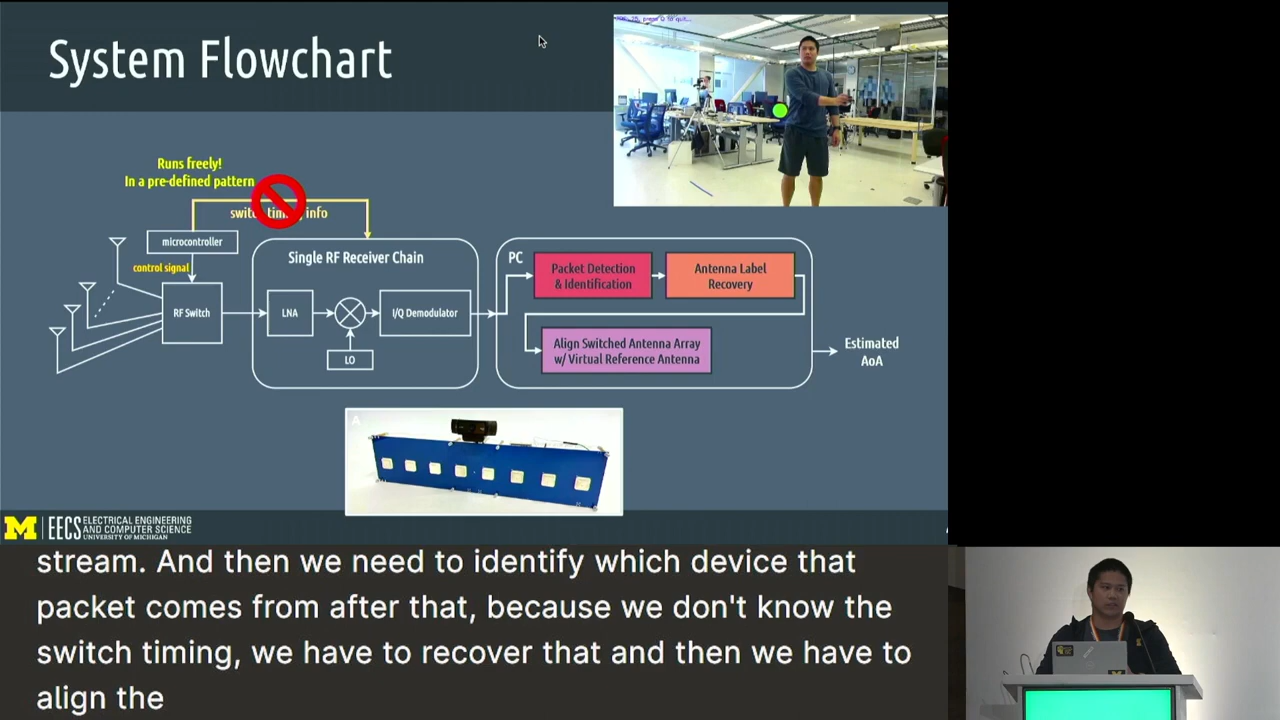 System Flowchart
Runs freely!
In a pre-defined pattern
info
microcontroller
control signal
RF Switch
Single RF Receiver Chain
LNA
I/Q Demodulator
LO
PC
Packet Detection
& Identification
Antenna Label
Recovery
Align Switched Antenna Array
w/ Virtual Reference Antenna
Estimated
AoA
M
EECS
ELECTRICAL ENGINEERING
AND COMPUTER SCIENCE
UNIVERSITY OF MICHIGAN
stream. And then we need to identify which device that
packet comes from after that, because we don't know the
switch timing, we have to recover that and then we have to
align the